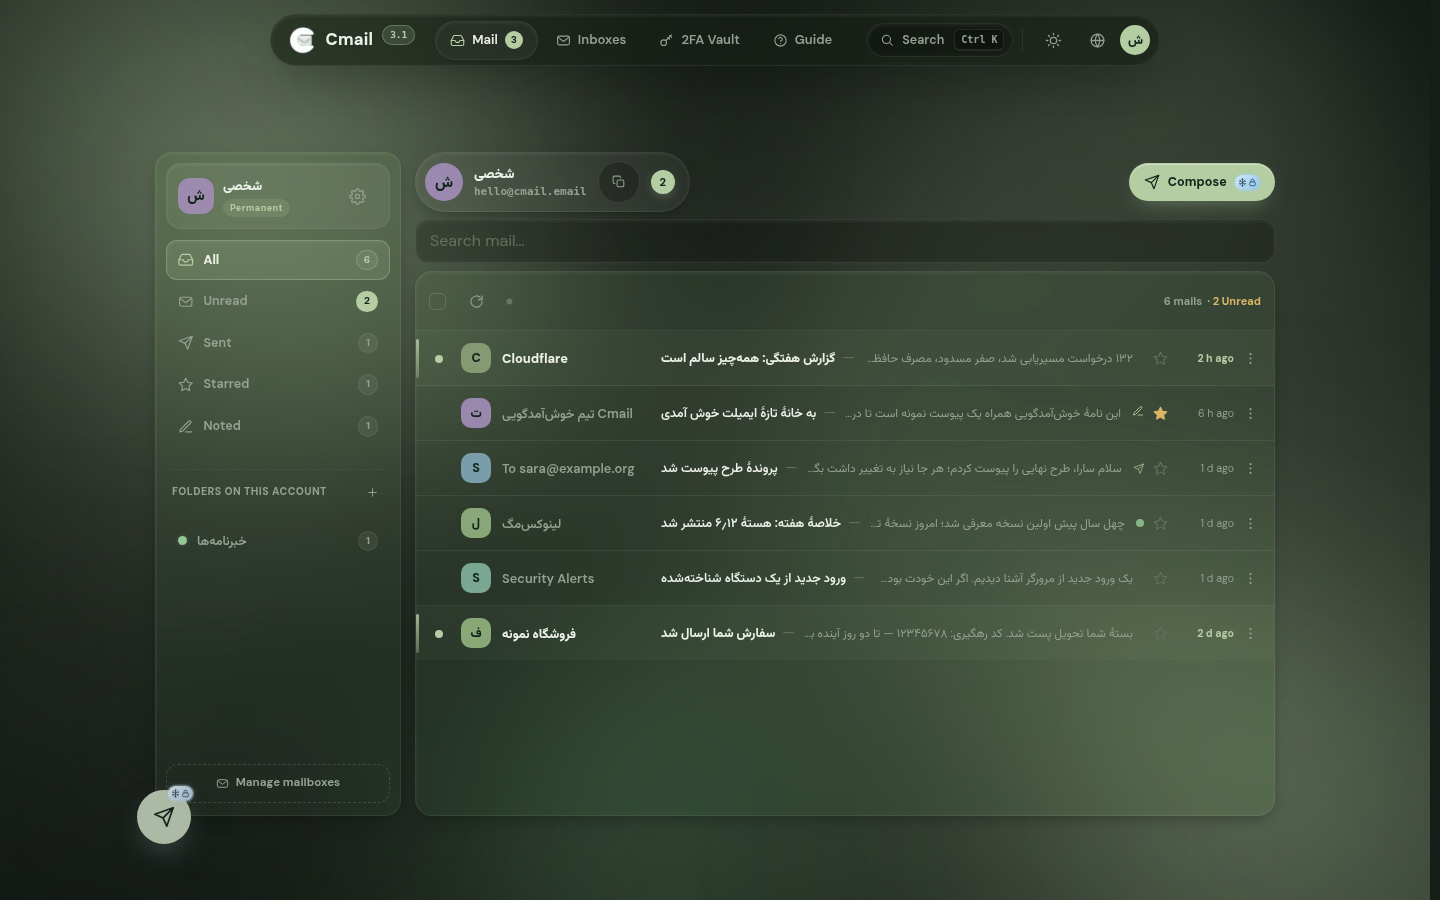 Cmail 3.1 Mail 3 Inboxes 2FA Vault Guide Search Ctrl K ش
ش شخصی
Permanent
All 6
Unread 2
Sent 1
Starred 1
Noted 1
FOLDERS ON THIS ACCOUNT +
خبرنامه‌ها 1
Manage mailboxes
ش شخصی
hello@cmail.email
2
Compose
Search mail...
6 mails · 2 Unread
C Cloudflare گزارش هفتگی: همه‌چیز سالم است — ۱۳۲ درخواست مسیریابی شد، صفر مسدود، مصرف حافظ... 2 h ago
ت تیم خوش‌آمدگویی Cmail به خانهٔ تازهٔ ایمیلت خوش آمدی — این نامهٔ خوش‌آمدگویی همراه یک پیوست نمونه است تا در... 6 h ago
S To sara@example.org پروندهٔ طرح پیوست شد — سلام سارا، طرح نهایی را پیوست کردم؛ هر جا نیاز به تغییر داشت بگ... 1 d ago
ل لینوکس‌مگ خلاصهٔ هفته: هستهٔ ۶٫۱۲ منتشر شد — چهل سال پیش اولین نسخه معرفی شد؛ امروز نسخهٔ ت... 1 d ago
S Security Alerts ورود جدید از یک دستگاه شناخته‌شده — یک ورود جدید از مرورگر آشنا دیدیم. اگر این خودت بود... 1 d ago
ف فروشگاه نمونه سفارش شما ارسال شد — بستهٔ شما تحویل پست شد. کد رهگیری: ۱۲۳۴۵۶۷۸ — تا دو روز آینده ب... 2 d ago